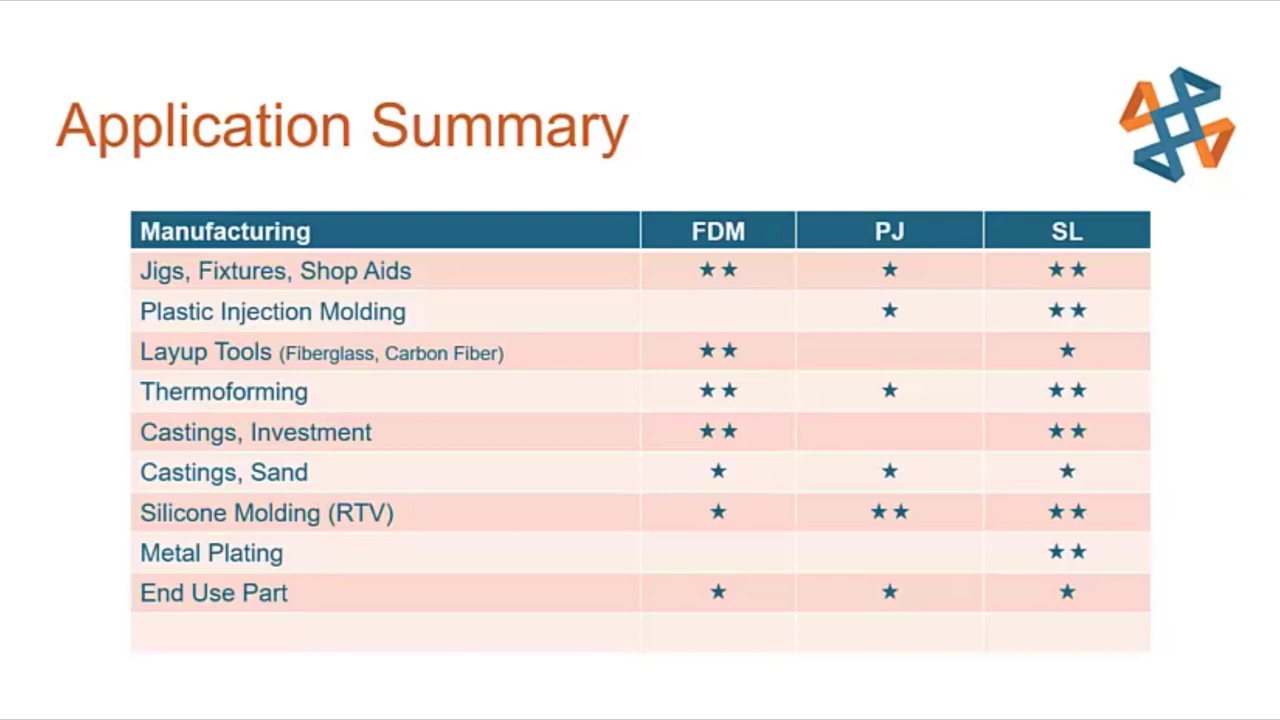 Application Summary
Manufacturing FDM PJ SL
Jigs, Fixtures, Shop Aids ★★ ★ ★★
Plastic Injection Molding ★ ★★
Layup Tools (Fiberglass, Carbon Fiber) ★★ ★
Thermoforming ★★ ★ ★★
Castings, Investment ★★ ★★
Castings, Sand ★ ★ ★
Silicone Molding (RTV) ★ ★★ ★★
Metal Plating ★★
End Use Part ★ ★ ★